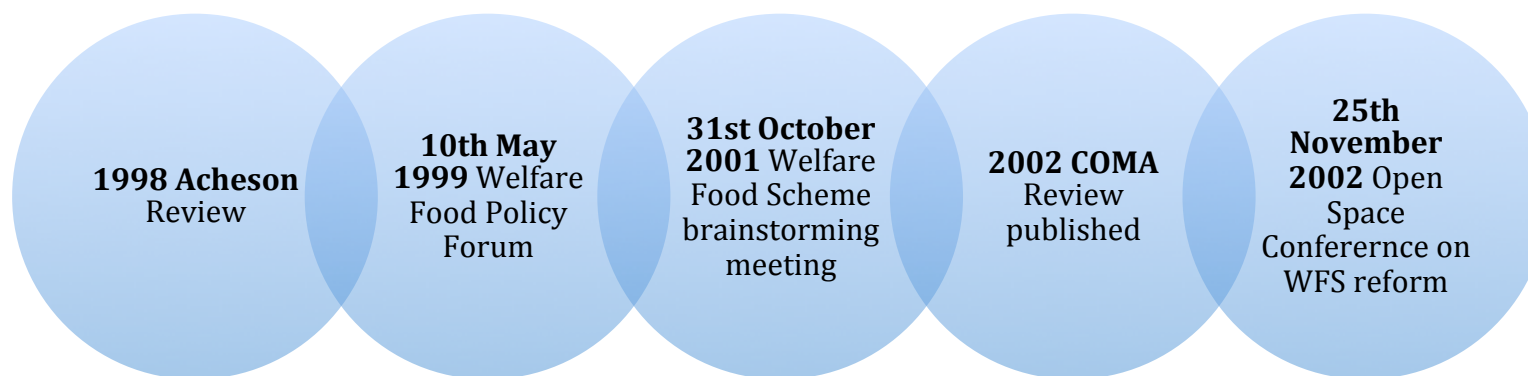 1998 Acheson
Review
10th May
1999 Welfare
Food Policy
Forum
31st October
2001 Welfare
Food Scheme
brainstorming
meeting
2002 COMA
Review
published
25th
November
2002 Open
Space
Conferernce on
WFS reform